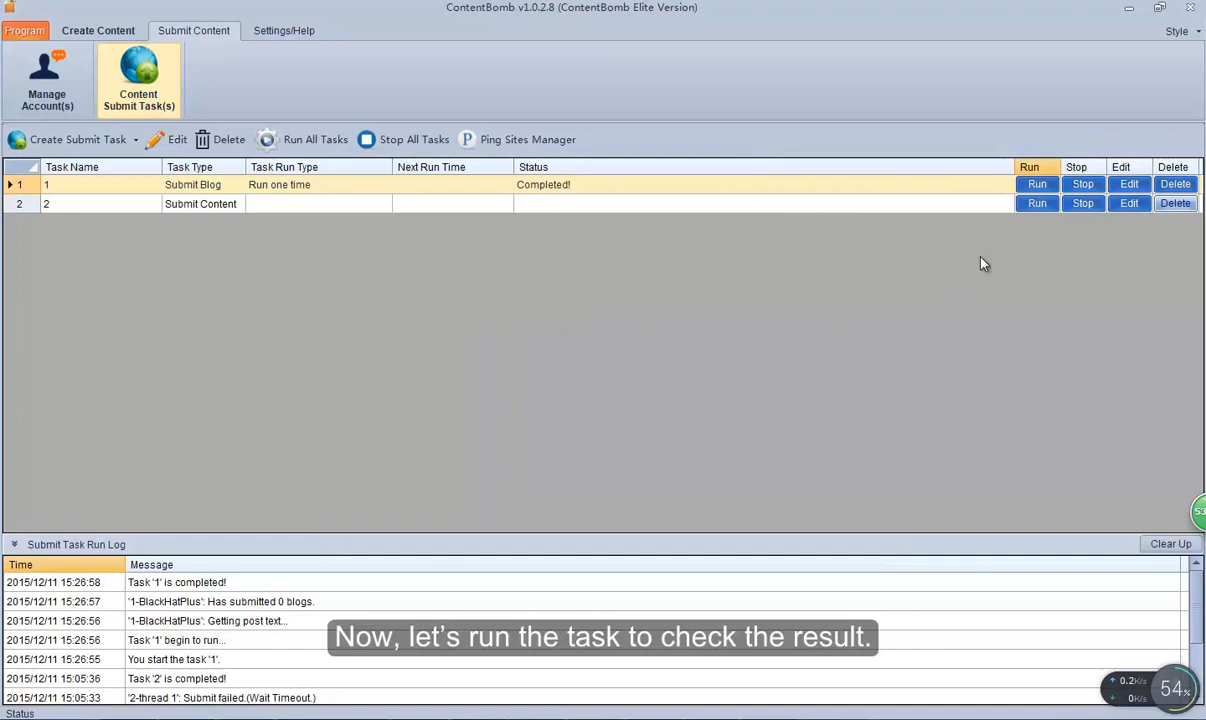 ContentBomb v1.0.2.8 (ContentBomb Elite Version)
Program Create Content Submit Content Settings/Help Style
Manage Account(s)
Content Submit Task(s)
Create Submit Task Edit Delete Run All Tasks Stop All Tasks P Ping Sites Manager
Task Name Task Type Task Run Type Next Run Time Status Run Stop Edit Delete
1 1 Submit Blog Run one time Completed! Run Stop Edit Delete
2 2 Submit Content Run Stop Edit Delete
53
Submit Task Run Log Clear Up
Time Message
2015/12/11 15:26:58 Task '1' is completed!
2015/12/11 15:26:57 '1-BlackHatPlus': Has submitted 0 blogs.
2015/12/11 15:26:56 '1-BlackHatPlus': Getting post text...
2015/12/11 15:26:56 Task '1' begin to run...
2015/12/11 15:26:55 You start the task '1'.
2015/12/11 15:05:36 Task '2' is completed!
2015/12/11 15:05:33 '2-thread 1': Submit failed.(Wait Timeout.)
Now, let's run the task to check the result.
0.2K/s
0K/s
54%
Status